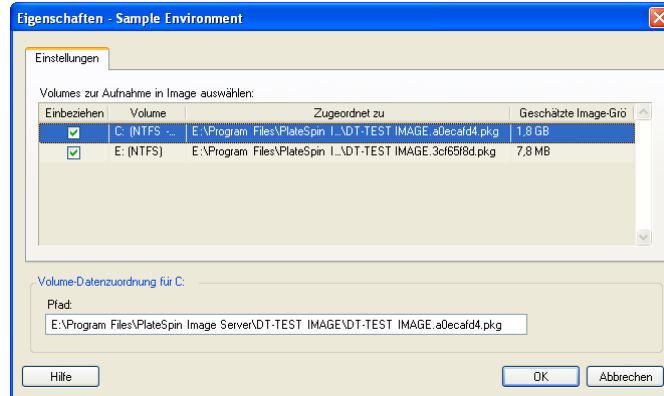 Eigenschaften - Sample Environment
Einstellungen
Volumes zur Aufnahme in Image auswählen:
Einbeziehen Volume Zugeordnet zu Geschätzte Image-Grö
C: (NTFS -... E:\Program Files\PlateSpin I...\DT-TEST IMAGE.a0ecafd4.pkg 1,8 GB
E: (NTFS) E:\Program Files\PlateSpin I...\DT-TEST IMAGE.3cf65f8d.pkg 7,8 MB
Volume-Datenzuordnung für C:
Pfad:
E:\Program Files\PlateSpin Image Server\DT-TEST IMAGE\DT-TEST IMAGE.a0ecafd4.pkg
Hilfe OK Abbrechen